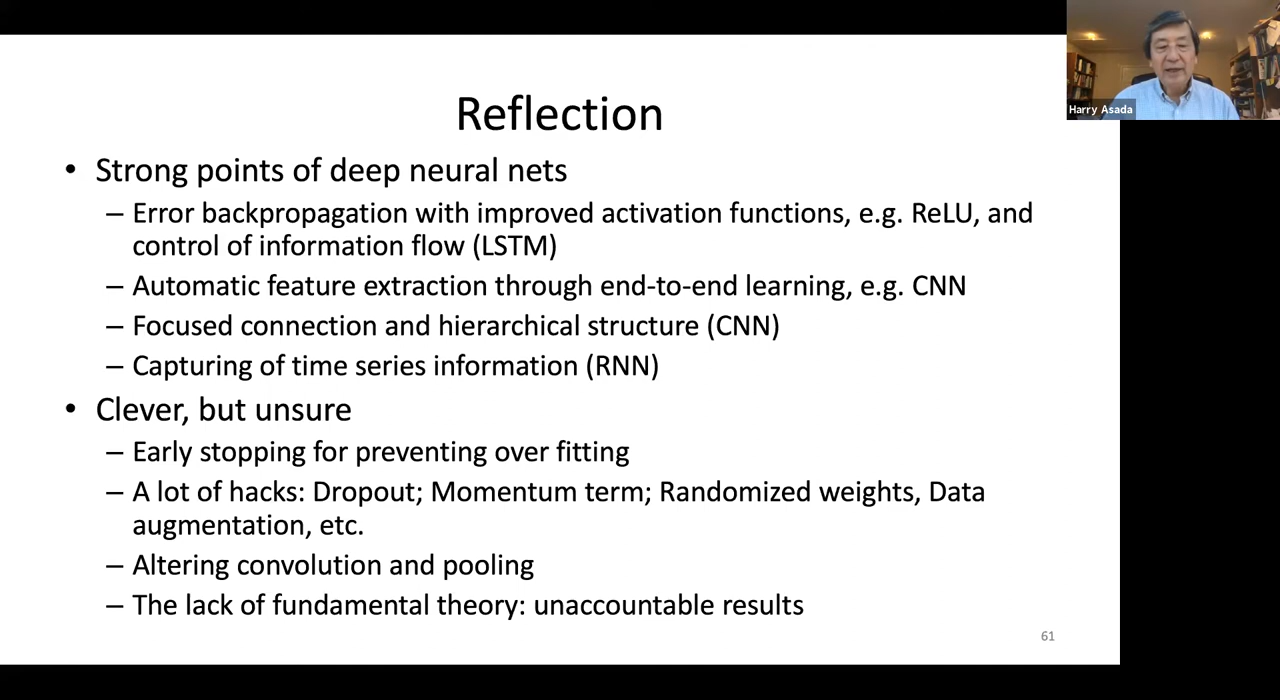 Harry Asada
Reflection
• Strong points of deep neural nets
– Error backpropagation with improved activation functions, e.g. ReLU, and
control of information flow (LSTM)
– Automatic feature extraction through end-to-end learning, e.g. CNN
– Focused connection and hierarchical structure (CNN)
– Capturing of time series information (RNN)
• Clever, but unsure
– Early stopping for preventing over fitting
– A lot of hacks: Dropout; Momentum term; Randomized weights, Data
augmentation, etc.
– Altering convolution and pooling
– The lack of fundamental theory: unaccountable results
61